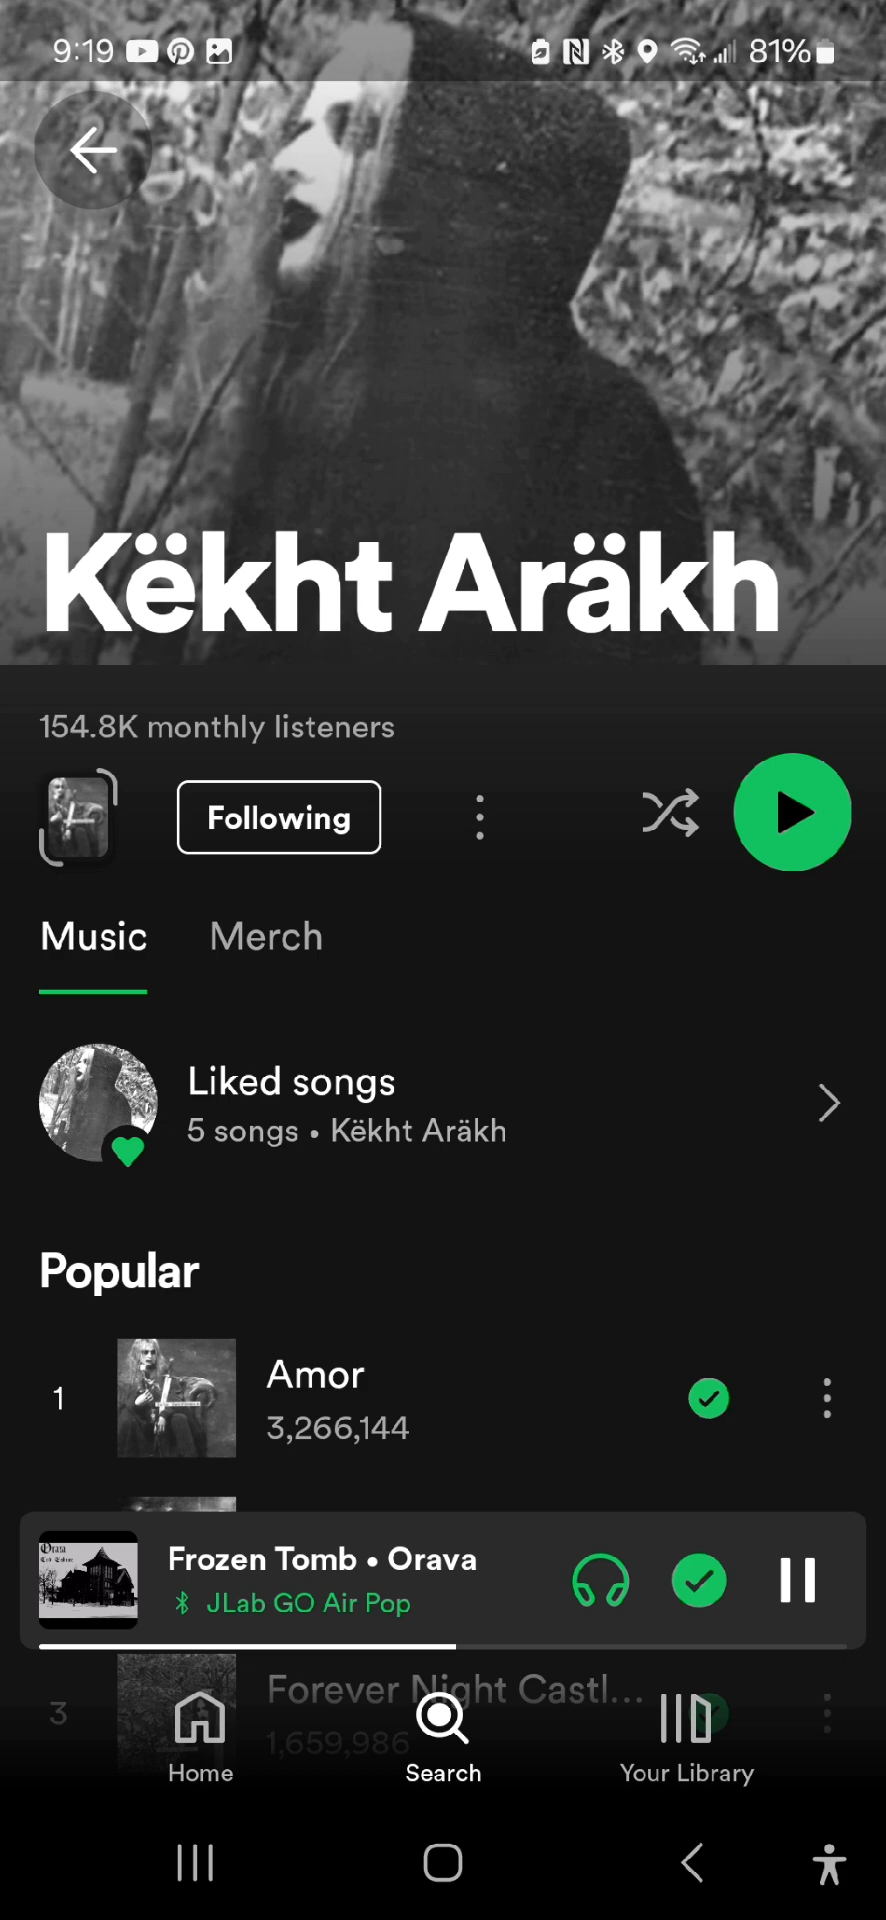 9:19 81%
Këkht Aräkh
154.8K monthly listeners
Following
Music Merch
Liked songs
5 songs • Këkht Aräkh
Popular
1 Amor
3,266,144
Orava
Frozen Tomb • Orava
JLab GO Air Pop
3 Forever Night Castl...
1,659,986
Home Search Your Library